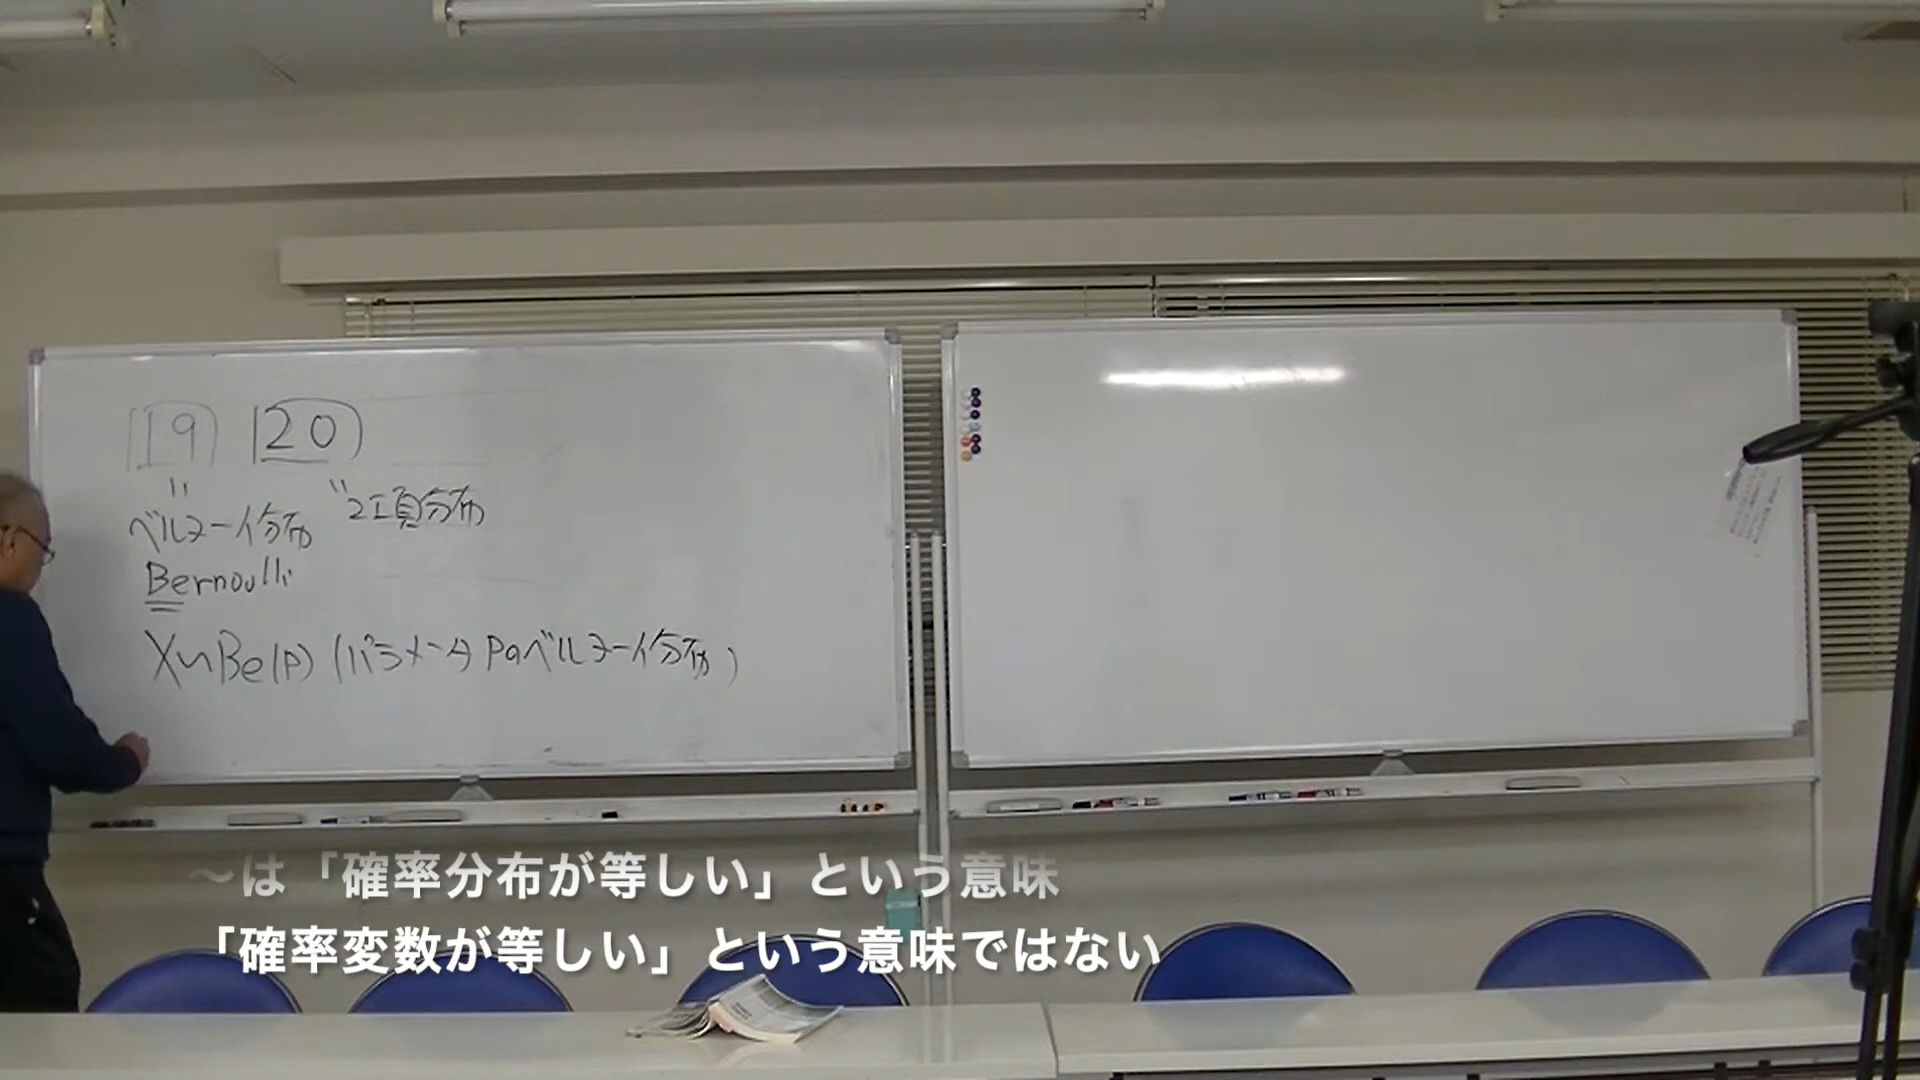 19 20
〃 〃
ベルヌーイ分布 2項分布
Bernoulli
X～Be(p) (パラメータpのベルヌーイ分布)
～は「確率分布が等しい」という意味
「確率変数が等しい」という意味ではない